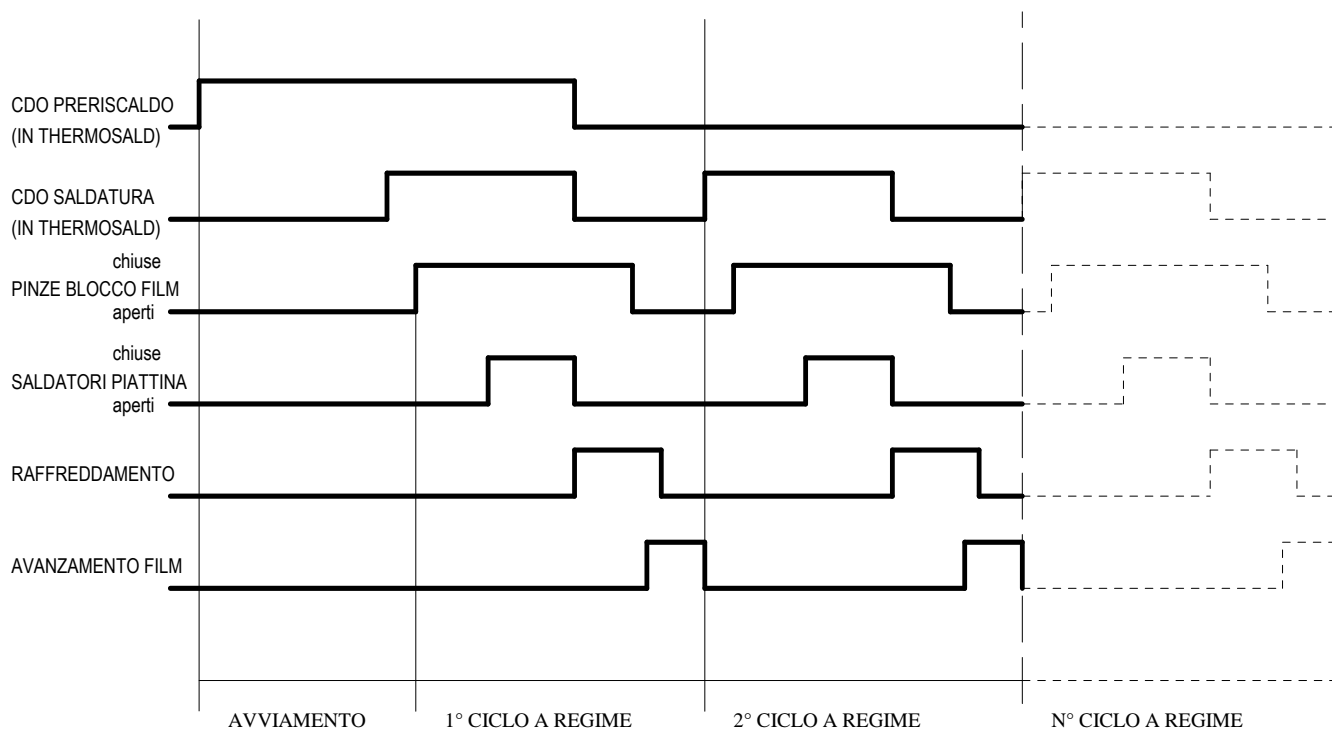 CDO PRERISCALDO
(IN THERMOSALD)
CDO SALDATURA
(IN THERMOSALD)
chiuse
PINZE BLOCCO FILM
aperti
chiuse
SALDATORI PIATTINA
aperti
RAFFREDDAMENTO
AVANZAMENTO FILM
AVVIAMENTO 1° CICLO A REGIME 2° CICLO A REGIME N° CICLO A REGIME